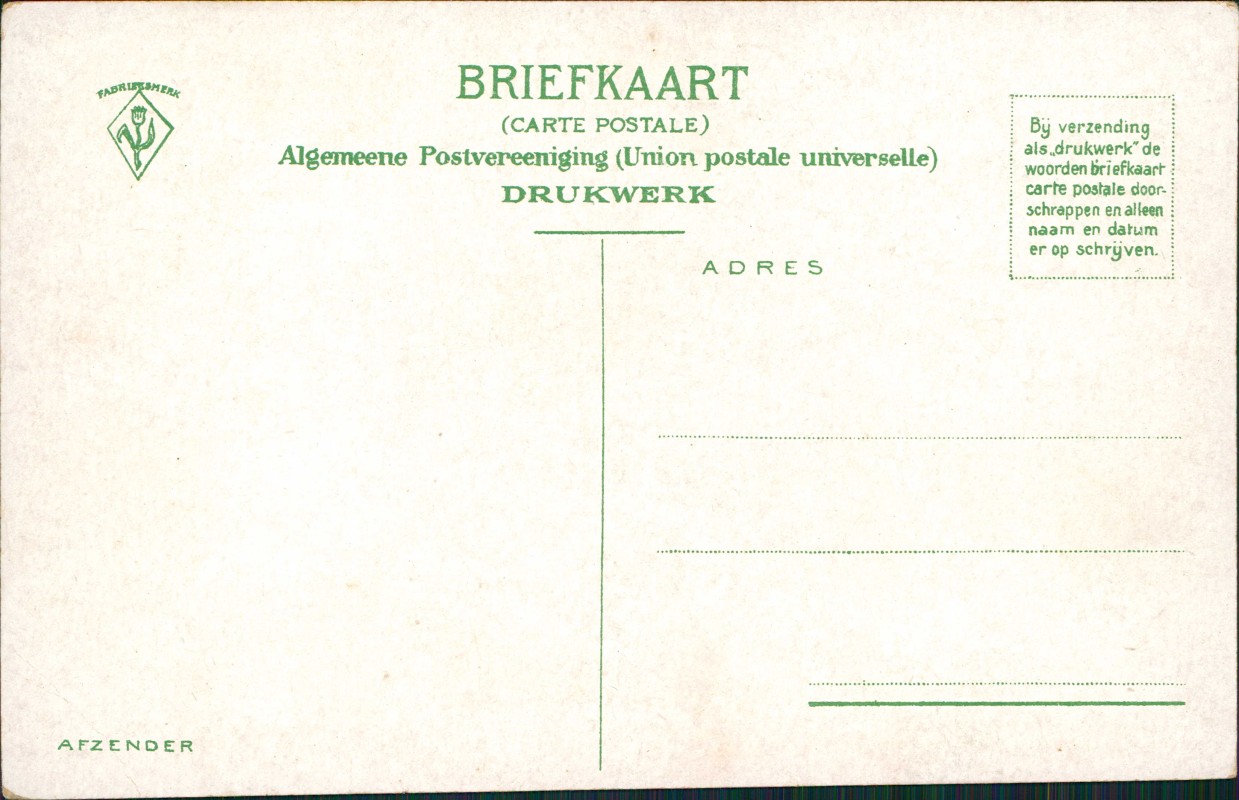 FABRIEKSMERK
BRIEFKAART
(CARTE POSTALE)
Algemeene Postvereeniging (Union postale universelle)
DRUKWERK
Bij verzending
als „drukwerk" de
woorden briefkaart
carte postale door-
schrappen en alleen
naam en datum
er op schrijven.
ADRES
AFZENDER